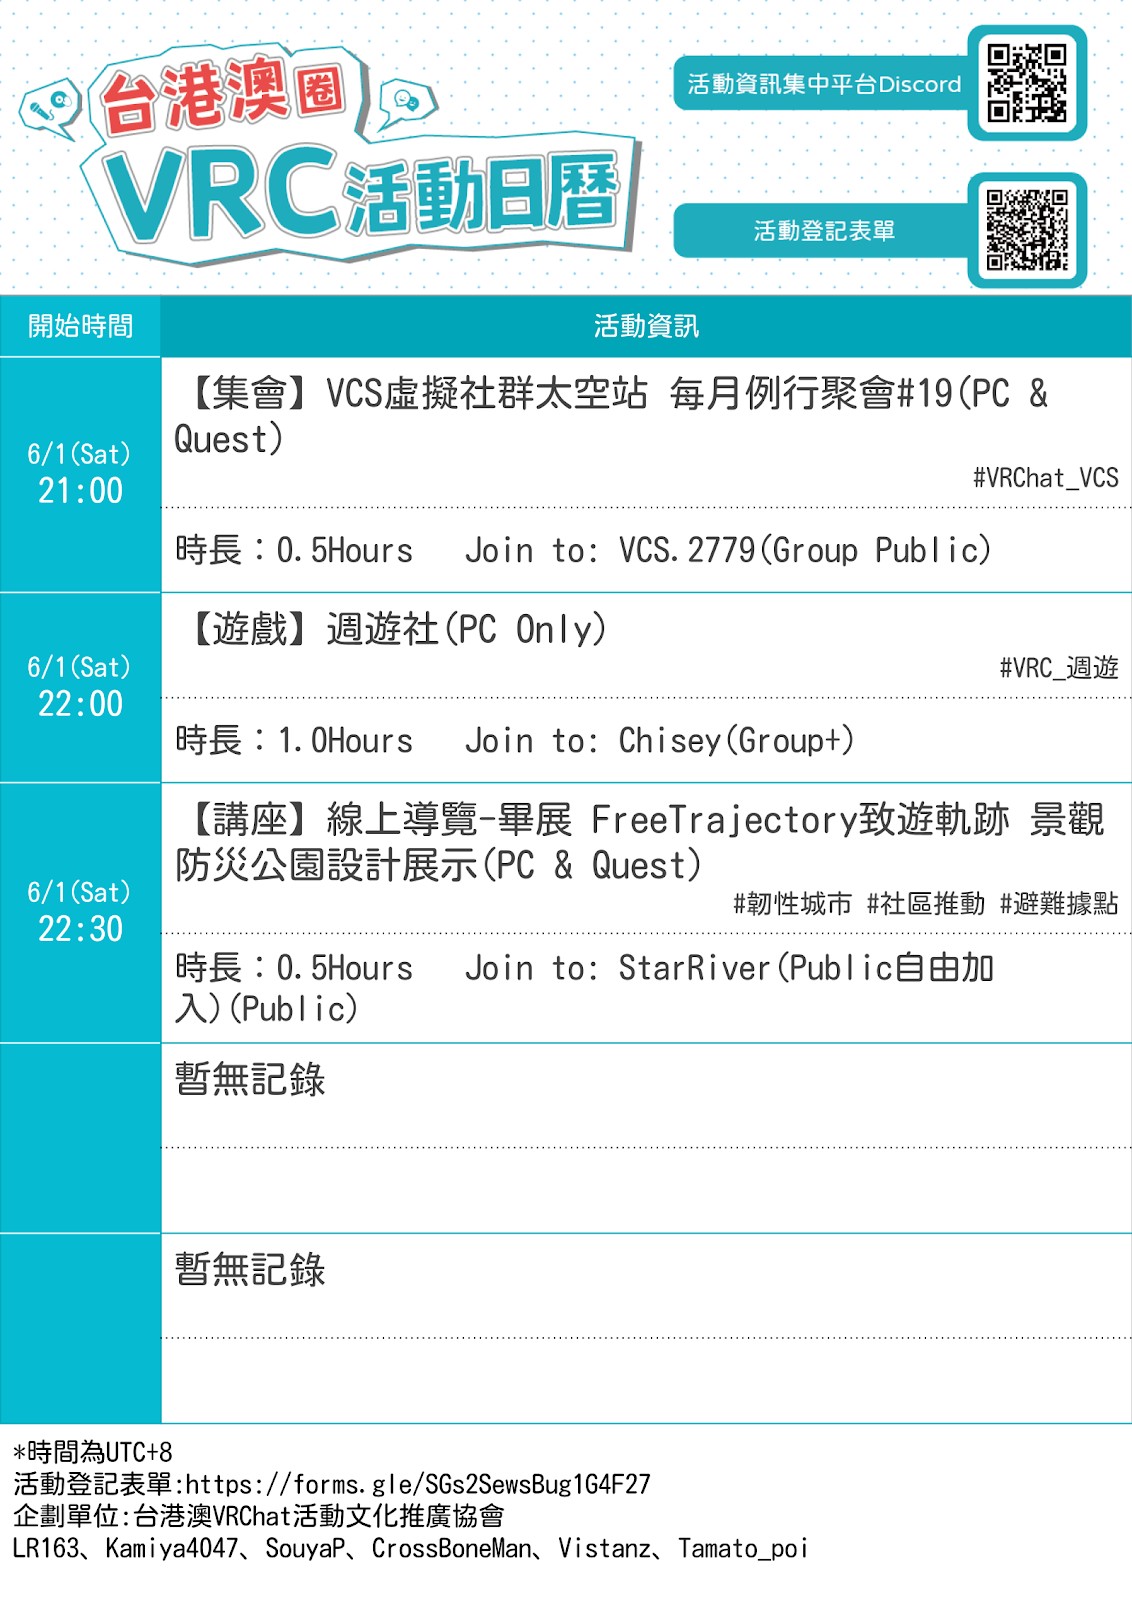 台港澳圈
VRC活動日曆
活動資訊集中平台Discord
活動登記表單
開始時間
活動資訊
6/1(Sat)
21:00
【集會】VCS虛擬社群太空站 每月例行聚會#19(PC &
Quest)
#VRChat_VCS
時長：0.5Hours Join to: VCS.2779(Group Public)
6/1(Sat)
22:00
【遊戲】週遊社(PC Only)
#VRC_週遊
時長：1.0Hours Join to: Chisey(Group+)
6/1(Sat)
22:30
【講座】線上導覽-畢展 FreeTrajectory致遊軌跡 景觀
防災公園設計展示(PC & Quest)
#韌性城市 #社區推動 #避難據點
時長：0.5Hours Join to: StarRiver(Public自由加
入)(Public)
暫無記錄
暫無記錄
*時間為UTC+8
活動登記表單:https://forms.gle/SGs2SewsBug1G4F27
企劃單位:台港澳VRChat活動文化推廣協會
LR163、Kamiya4047、SouyaP、CrossBoneMan、Vistanz、Tamato_poi